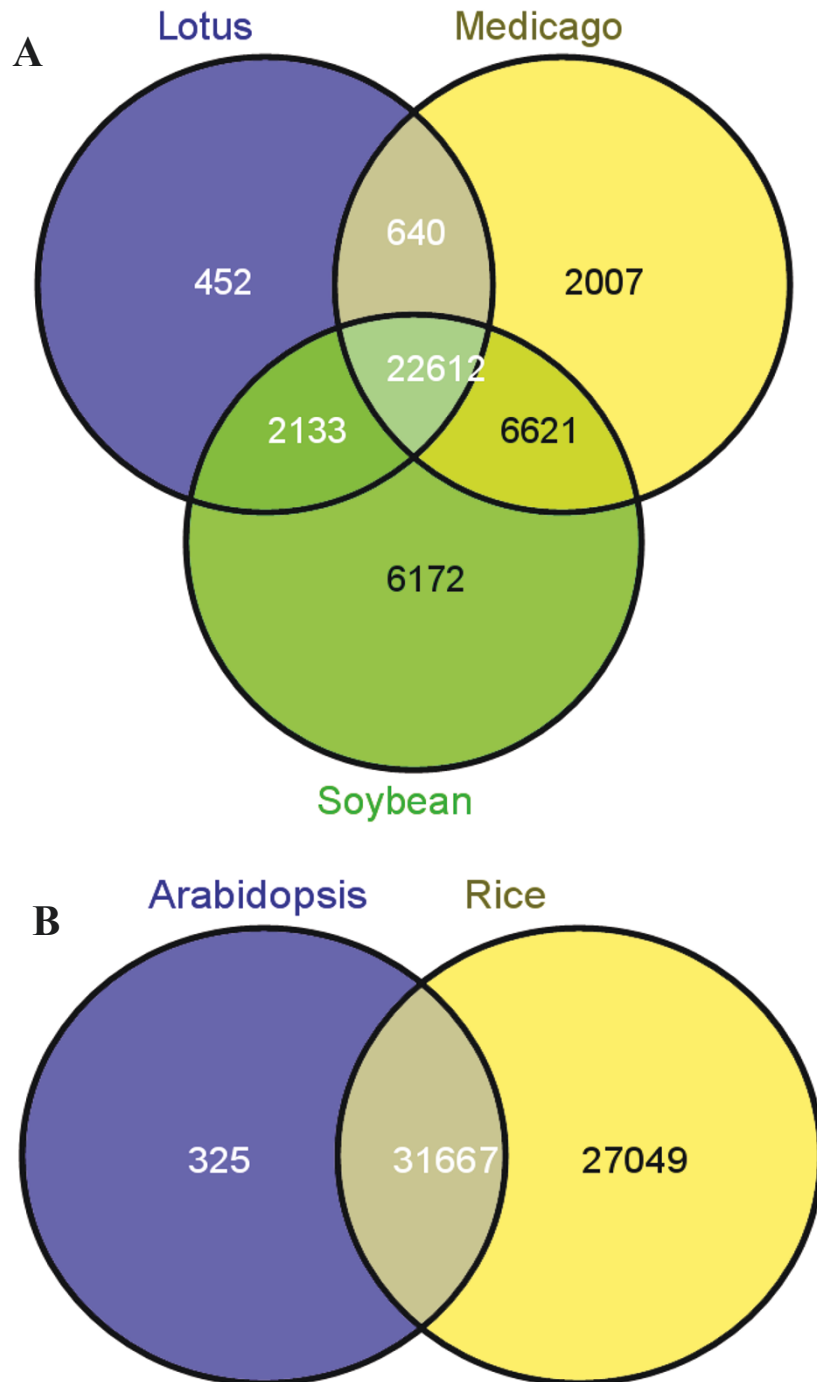 Lotus Medicago
A
640
452 2007
22612
2133 6621
6172
Soybean
Arabidopsis Rice
B
325 31667 27049